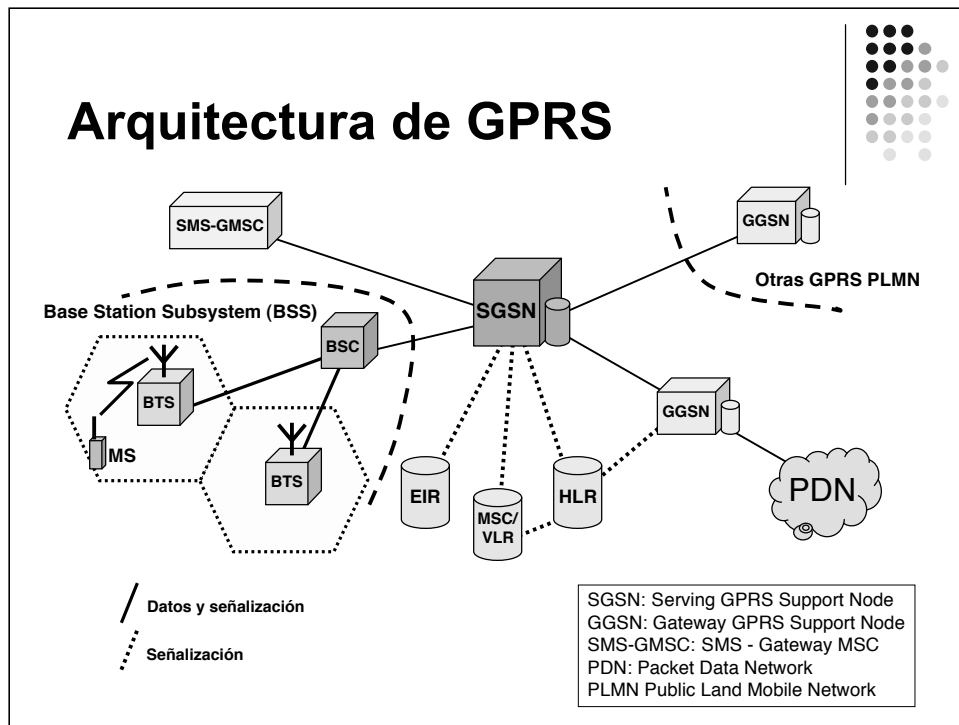 Arquitectura de GPRS
SMS-GMSC
GGSN
Otras GPRS PLMN
SGSN
Base Station Subsystem (BSS)
BSC
BTS
MS
BTS
GGSN
EIR
MSC/
VLR
HLR
PDN
Datos y señalización
Señalización
SGSN: Serving GPRS Support Node
GGSN: Gateway GPRS Support Node
SMS-GMSC: SMS - Gateway MSC
PDN: Packet Data Network
PLMN Public Land Mobile Network